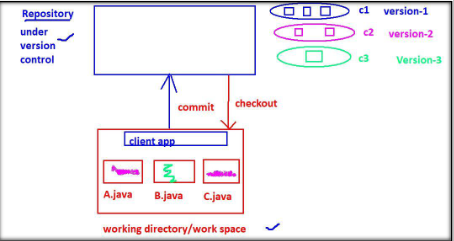 Repository
under
version
control
c1 version-1
c2 version-2
c3 Version-3
commit
checkout
client app
A.java
B.java
C.java
working directory/work space